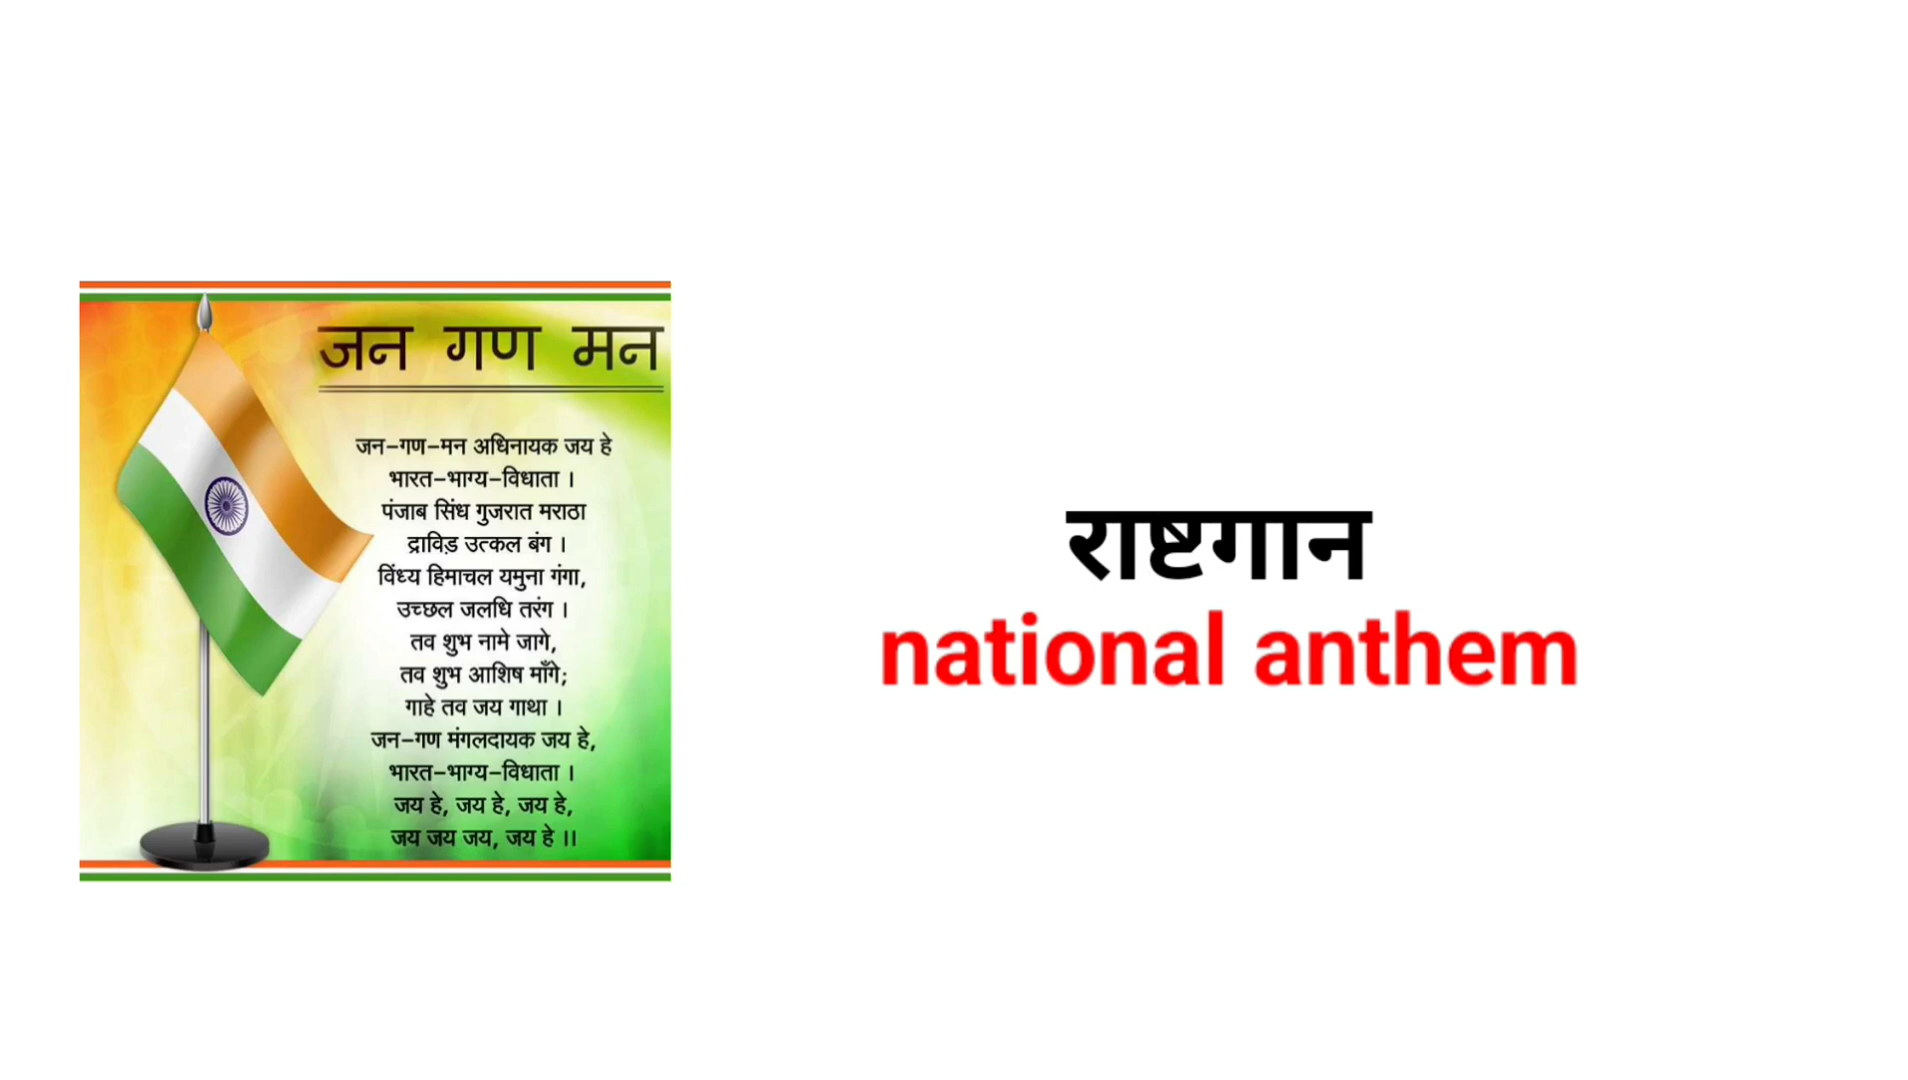 जन गण मन
जन-गण-मन अधिनायक जय हे
भारत-भाग्य-विधाता ।
पंजाब सिंध गुजरात मराठा
द्राविड़ उत्कल बंग ।
विंध्य हिमाचल यमुना गंगा,
उच्छल जलधि तरंग ।
तव शुभ नामे जागे,
तव शुभ आशिष माँगे;
गाहे तव जय गाथा ।
जन-गण मंगलदायक जय हे,
भारत-भाग्य-विधाता ।
जय हे, जय हे, जय हे,
जय जय जय, जय हे ।।
राष्टगान
national anthem